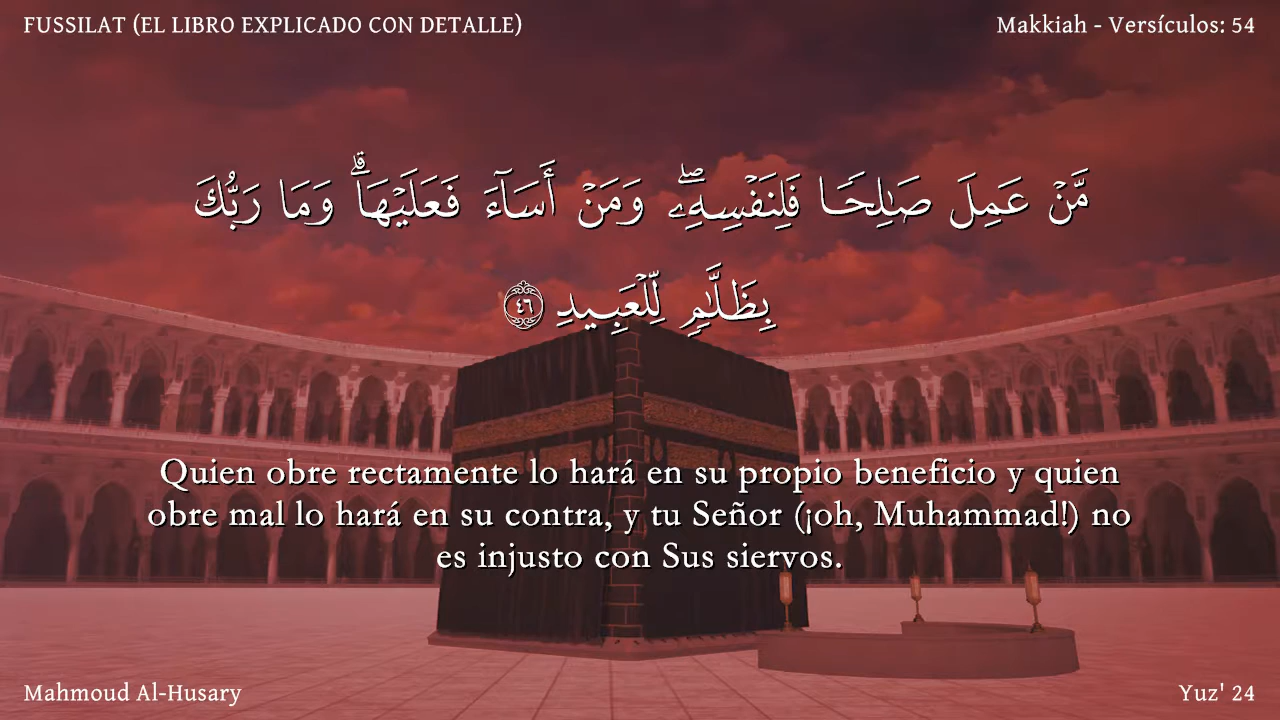 FUSSILAT (EL LIBRO EXPLICADO CON DETALLE)
Makkiah - Versículos: 54
مَّنۡ عَمِلَ صَٰلِحٗا فَلِنَفۡسِهِۦۖ وَمَنۡ أَسَآءَ فَعَلَيۡهَاۗ وَمَا رَبُّكَ
بِظَلَّٰمٖ لِّلۡعَبِيدِ ٤٦
Quien obre rectamente lo hará en su propio beneficio y quien
obre mal lo hará en su contra, y tu Señor (¡oh, Muhammad!) no
es injusto con Sus siervos.
Mahmoud Al-Husary
Yuz' 24